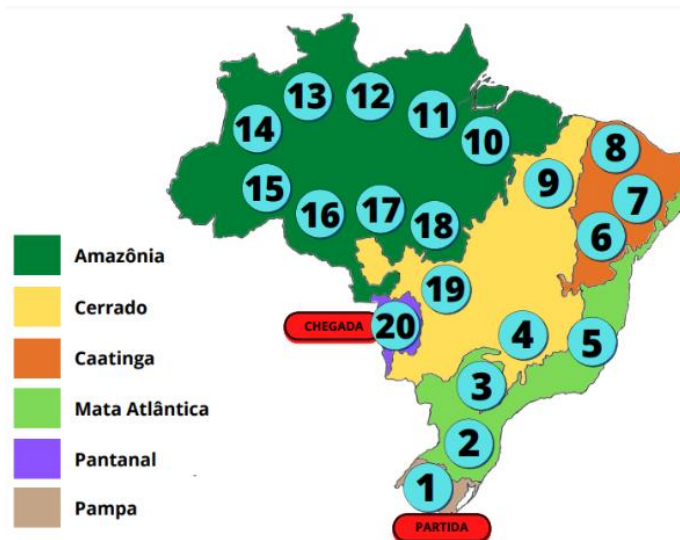 13
12
11
14
10
8
15
9
7
16
17
18
6
Amazônia
19
Cerrado
CHEGADA
20
4
5
Caatinga
3
Mata Atlântica
2
Pantanal
1
Pampa
PARTIDA